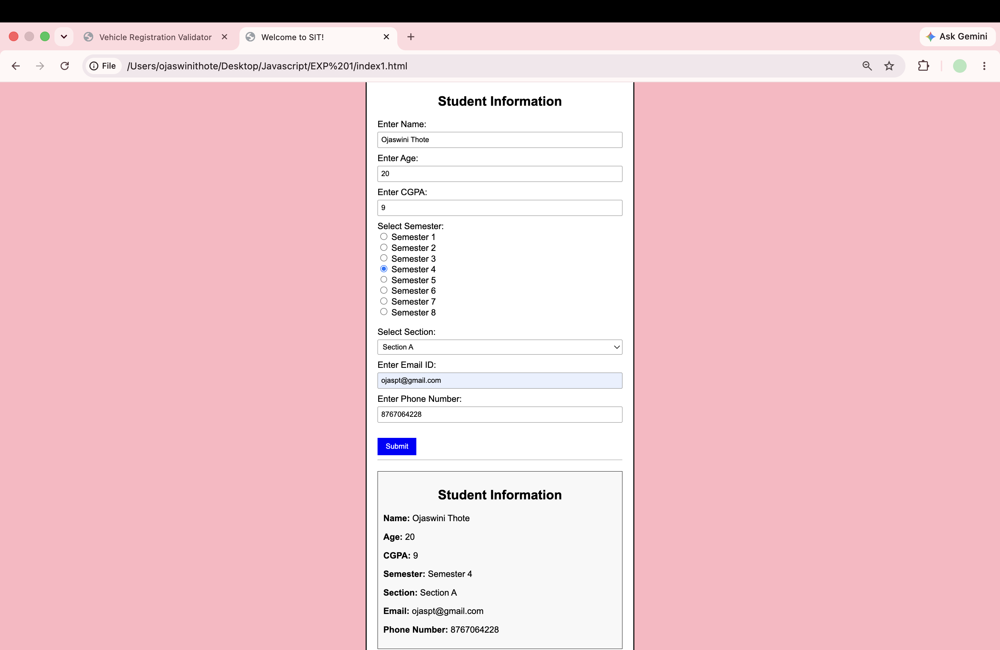 Vehicle Registration Validator
Welcome to SIT!
Ask Gemini
File /Users/ojaswinithote/Desktop/Javascript/EXP%201/index1.html
Student Information
Enter Name:
Ojaswini Thote
Enter Age:
20
Enter CGPA:
9
Select Semester:
Semester 1
Semester 2
Semester 3
Semester 4
Semester 5
Semester 6
Semester 7
Semester 8
Select Section:
Section A
Enter Email ID:
ojaspt@gmail.com
Enter Phone Number:
8767064228
Submit
Student Information
Name: Ojaswini Thote
Age: 20
CGPA: 9
Semester: Semester 4
Section: Section A
Email: ojaspt@gmail.com
Phone Number: 8767064228